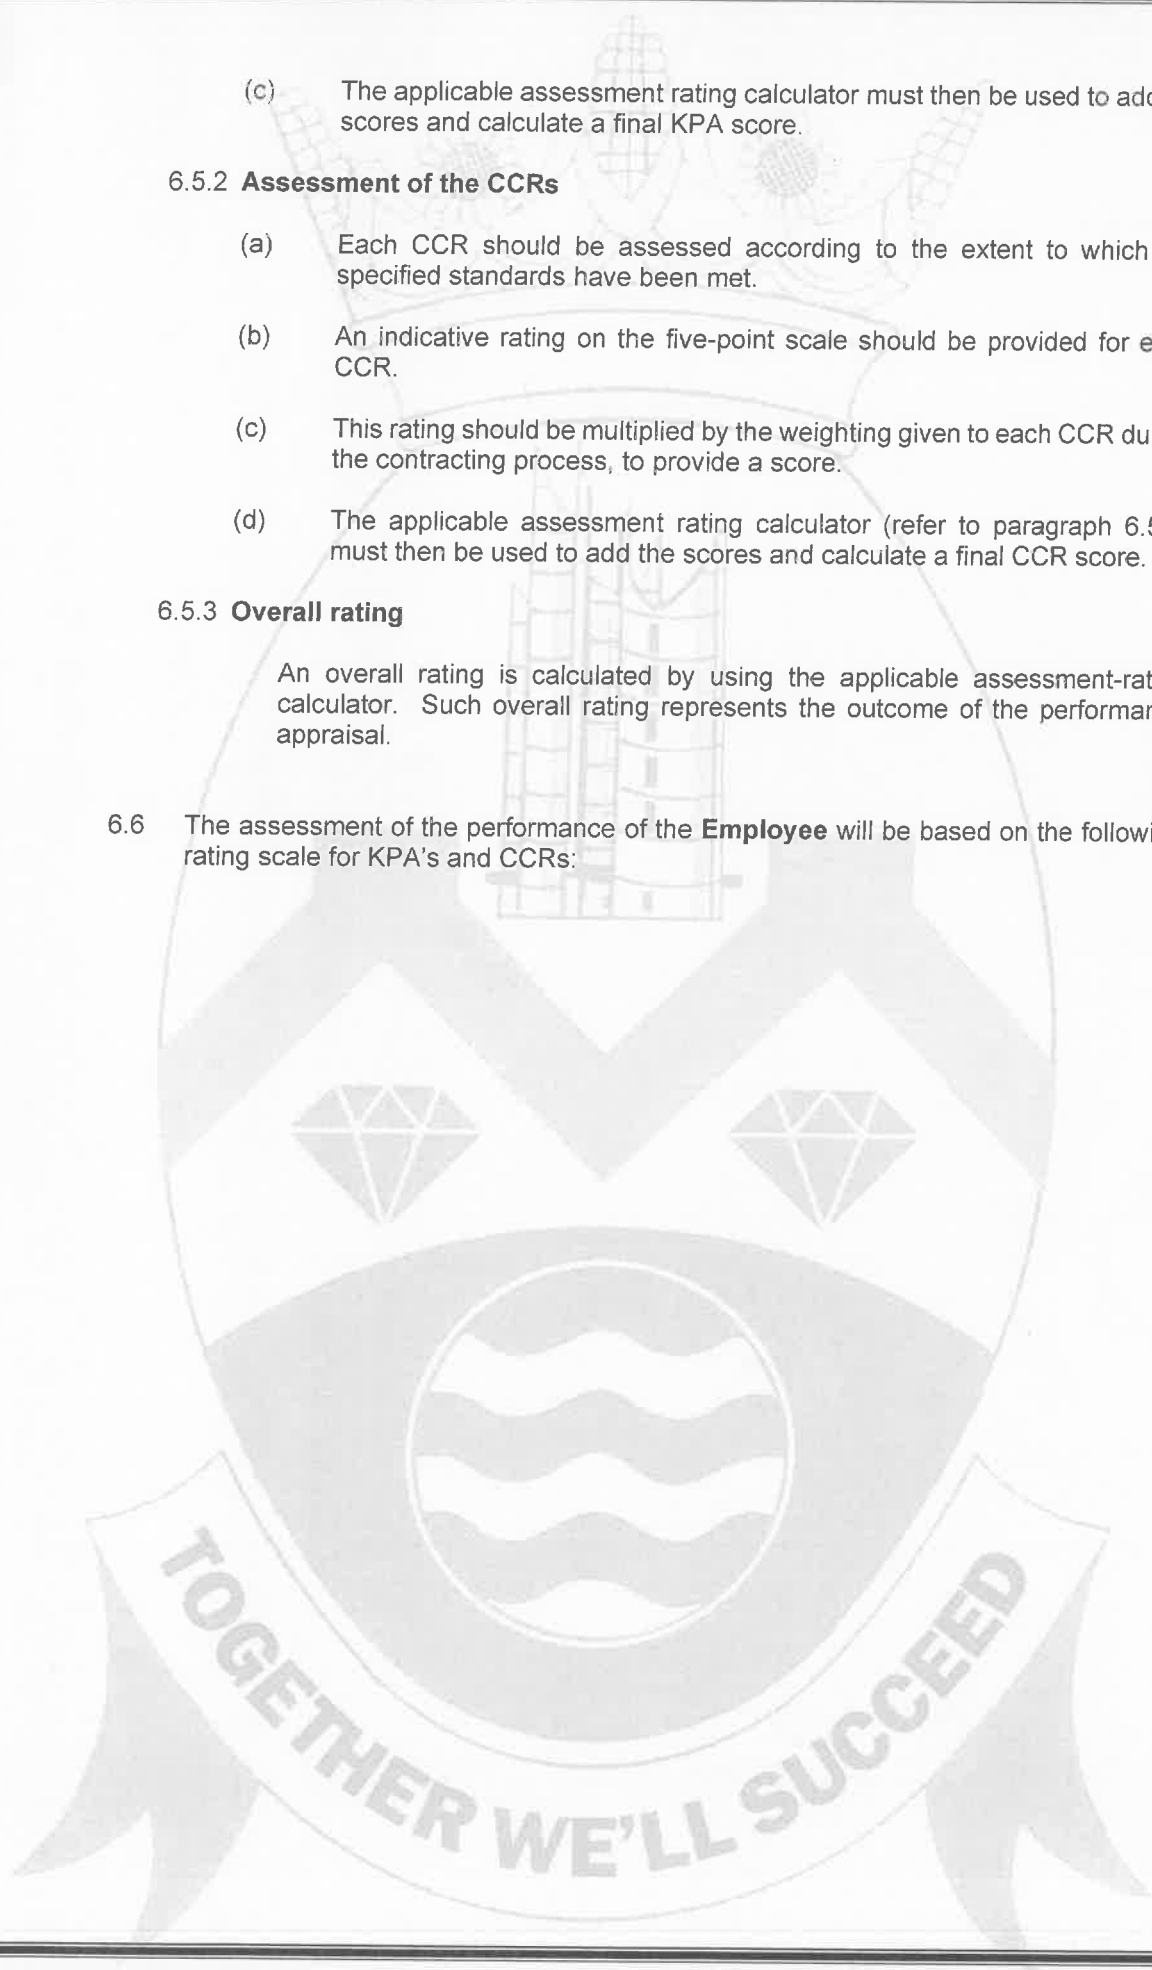 (c) The applicable assessment rating calculator must then be used to add
scores and calculate a final KPA score.
6.5.2 Assessment of the CCRs
(a) Each CCR should be assessed according to the extent to which
specified standards have been met.
(b) An indicative rating on the five-point scale should be provided for e
CCR.
(c) This rating should be multiplied by the weighting given to each CCR du
the contracting process, to provide a score.
(d) The applicable assessment rating calculator (refer to paragraph 6.5
must then be used to add the scores and calculate a final CCR score.
6.5.3 Overall rating
An overall rating is calculated by using the applicable assessment-rat
calculator. Such overall rating represents the outcome of the performan
appraisal.
6.6 The assessment of the performance of the Employee will be based on the followi
rating scale for KPA's and CCRs:
TOGETHER WE'LL SUCCEED